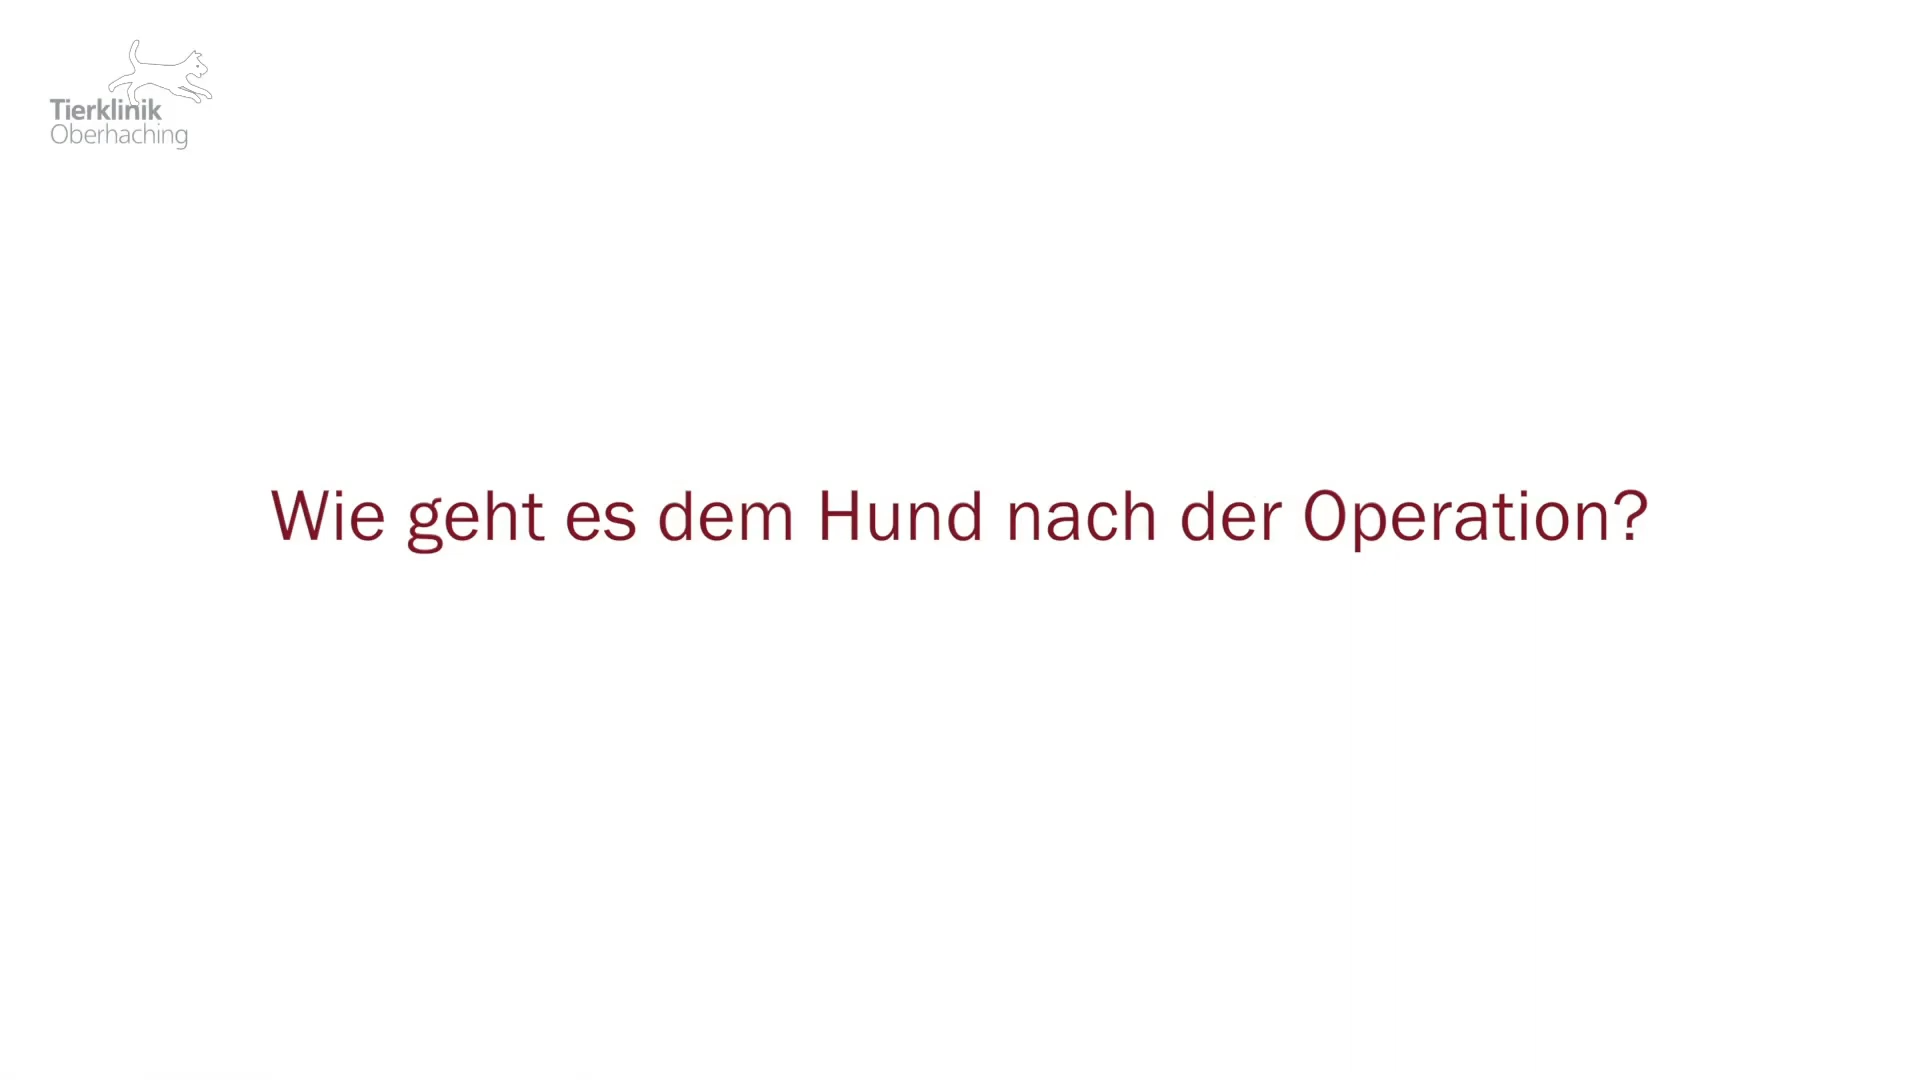 Tierklinik
Oberhaching
Wie geht es dem Hund nach der Operation?